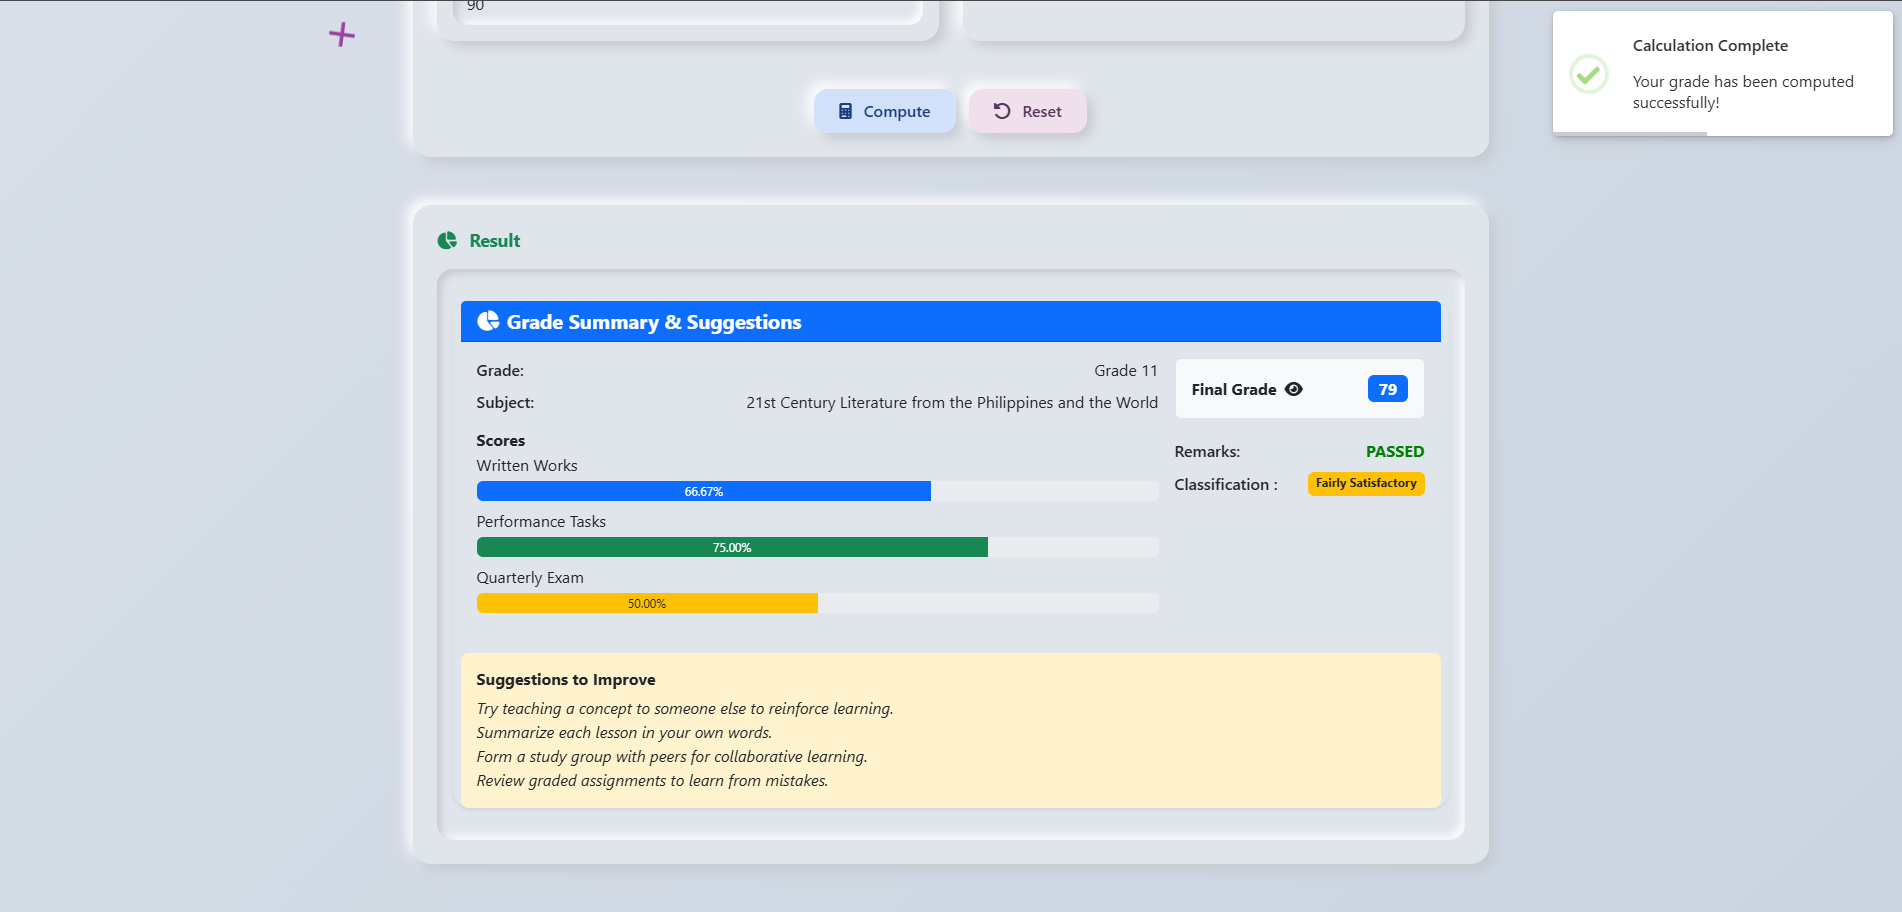 90
Calculation Complete
Your grade has been computed
successfully!
Compute
Reset
Result
Grade Summary & Suggestions
Grade:
Grade 11
Subject:
21st Century Literature from the Philippines and the World
Scores
Written Works
66.67%
Performance Tasks
75.00%
Quarterly Exam
50.00%
Final Grade
79
Remarks:
PASSED
Classification :
Fairly Satisfactory
Suggestions to Improve
Try teaching a concept to someone else to reinforce learning.
Summarize each lesson in your own words.
Form a study group with peers for collaborative learning.
Review graded assignments to learn from mistakes.